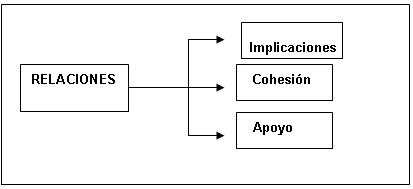 RELACIONES
Implicaciones
Cohesión
Apoyo